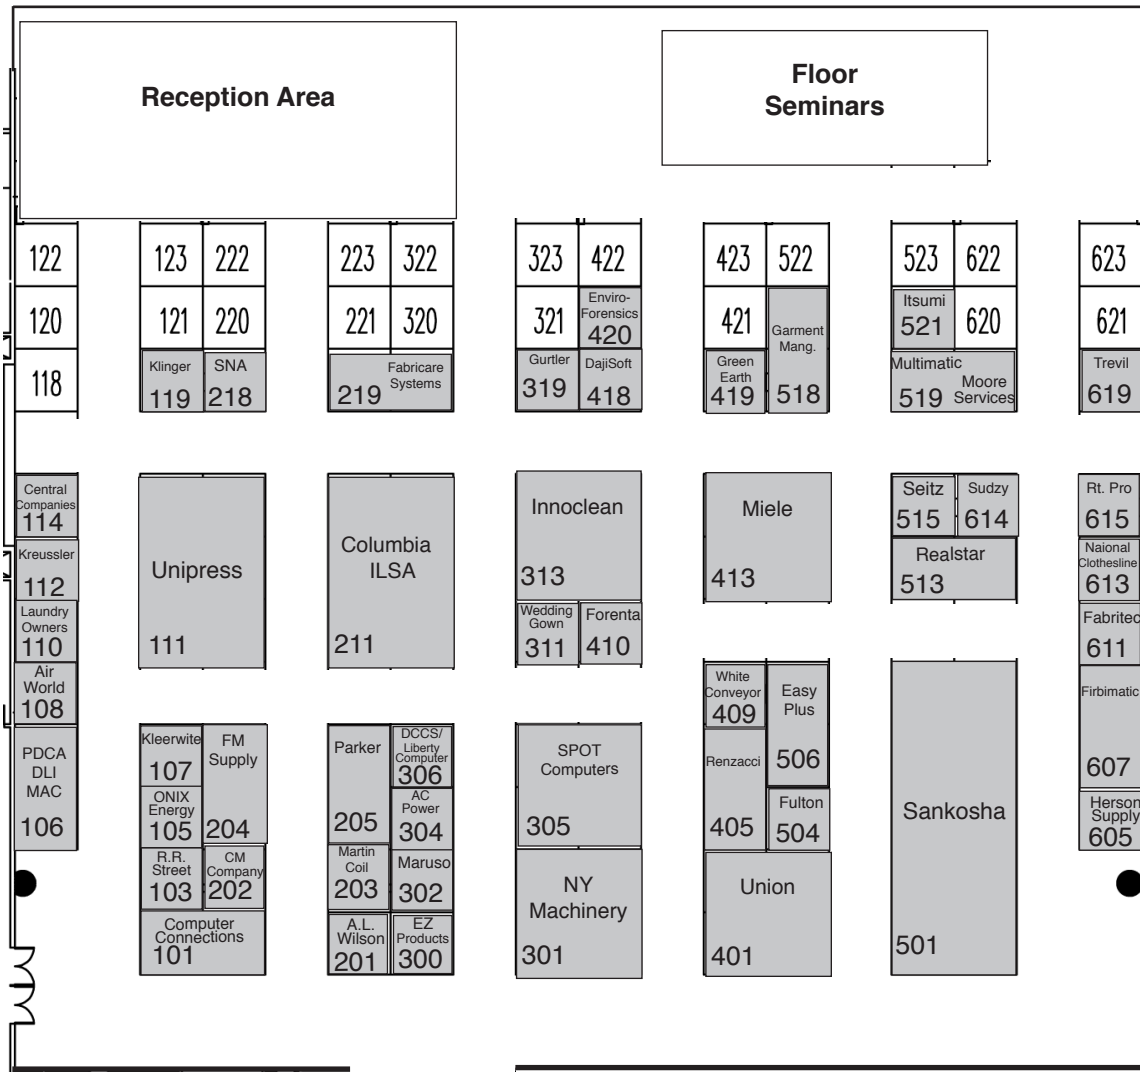 Reception Area
Floor
Seminars
122
123
222
223
322
323
422
423
522
523
622
623
120
121
220
221
320
321
Enviro-
Forensics
420
421
Garment
Mang.
518
Itsumi
521
620
621
118
Klinger
119
SNA
218
Fabricare
Systems
219
Gurtler
319
DajiSoft
418
Green
Earth
419
Multimatic
519
Moore
Services
Trevil
619
Central
Companies
114
Kreussler
112
Laundry
Owners
110
Air
World
108
PDCA
DLI
MAC
106
Unipress
111
Columbia
ILSA
211
Innoclean
313
Wedding
Gown
311
Forenta
410
Miele
413
Seitz
515
Sudzy
614
Realstar
513
Rt. Pro
615
Naional
Clothesline
613
Fabritec
611
Firbimatic
607
Herson
Supply
605
Kleerwite
107
FM
Supply
204
ONIX
Energy
105
R.R.
Street
103
CM
Company
202
Computer
Connections
101
Parker
205
DCCS/
Liberty
Computer
306
AC
Power
304
Martin
Coil
203
Maruso
302
A.L.
Wilson
201
EZ
Products
300
SPOT
Computers
305
NY
Machinery
301
White
Conveyor
409
Easy
Plus
506
Renzacci
405
Fulton
504
Union
401
Sankosha
501